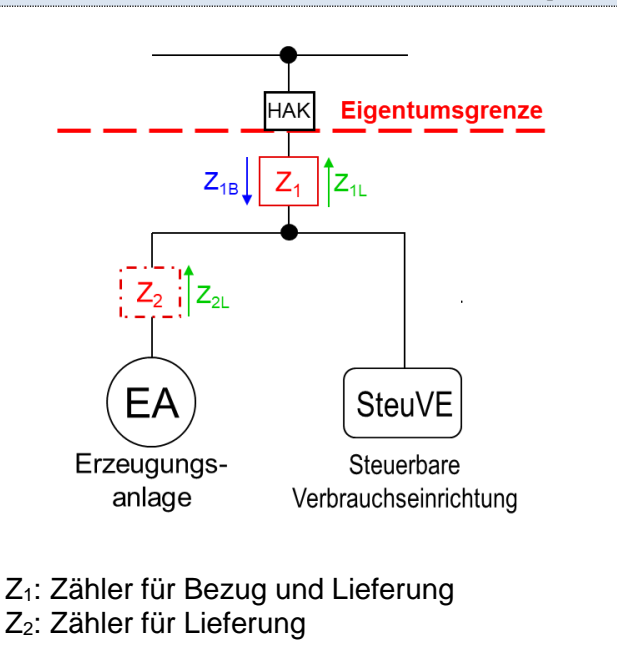 HAK Eigentumsgrenze
Z1B Z1 Z1L
Z2 Z2L
EA SteuVE
Erzeugungs-
anlage
Steuerbare
Verbrauchseinrichtung
Z1: Zähler für Bezug und Lieferung
Z2: Zähler für Lieferung